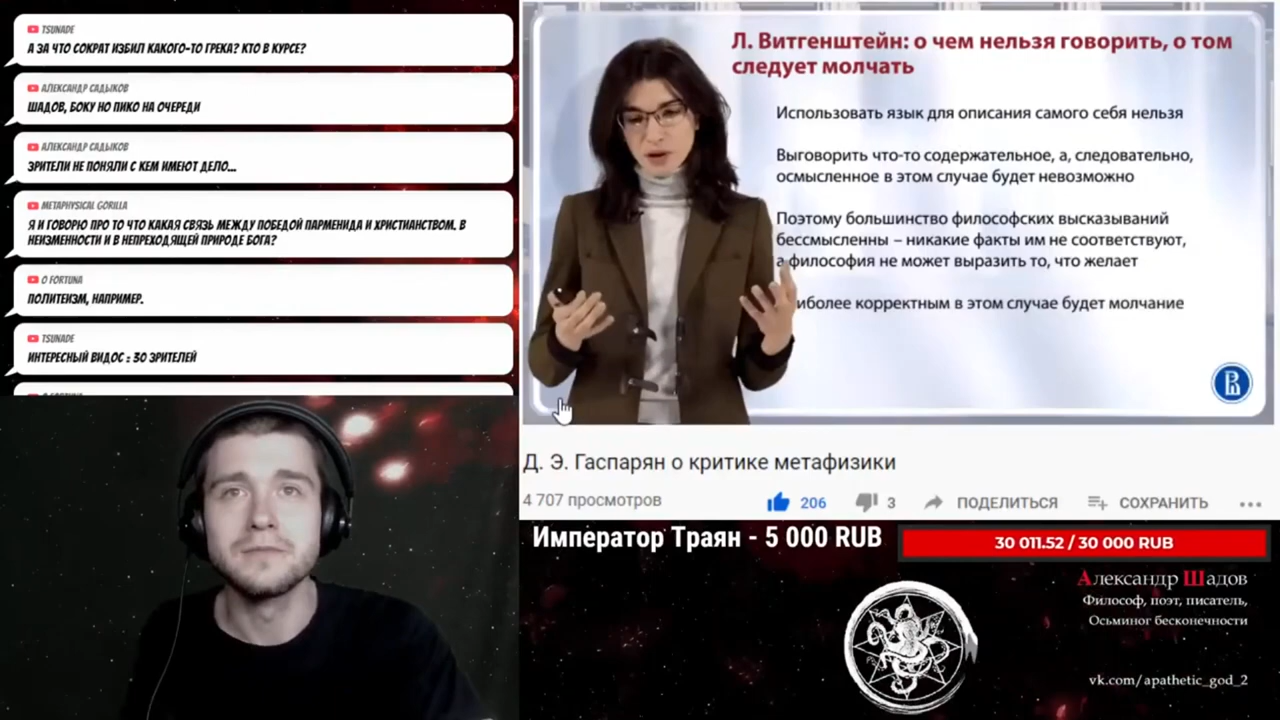 TSUNADE
А ЗА ЧТО СОКРАТ ИЗБИЛ КАКОГО-ТО ГРЕКА? КТО В КУРСЕ?
АЛЕКСАНДР САДЫКОВ
ШАДОВ, БОКУ НО ПИКО НА ОЧЕРЕДИ
АЛЕКСАНДР САДЫКОВ
ЗРИТЕЛИ НЕ ПОНЯЛИ С КЕМ ИМЕЮТ ДЕЛО...
METAPHYSICAL GORILLA
Я И ГОВОРЮ ПРО ТО ЧТО КАКАЯ СВЯЗЬ МЕЖДУ ПОБЕДОЙ ПАРМЕНИДА И ХРИСТИАНСТВОМ. В
НЕИЗМЕННОСТИ И В НЕПРЕХОДЯЩЕЙ ПРИРОДЕ БОГА?
O FORTUNA
ПОЛИТЕИЗМ, НАПРИМЕР.
TSUNADE
ИНТЕРЕСНЫЙ ВИДОС : 30 ЗРИТЕЛЕЙ
Л. Витгенштейн: о чем нельзя говорить, о том
следует молчать
Использовать язык для описания самого себя нельзя
Выговорить что-то содержательное, а, следовательно,
осмысленное в этом случае будет невозможно
Поэтому большинство философских высказываний
бессмысленны – никакие факты им не соответствуют,
а философия не может выразить то, что желает
иболее корректным в этом случае будет молчание
Д. Э. Гаспарян о критике метафизики
4 707 просмотров
206
3
ПОДЕЛИТЬСЯ
СОХРАНИТЬ
Император Траян - 5 000 RUB
30 011.52 / 30 000 RUB
Александр Шадов
Философ, поэт, писатель,
Осьминог бесконечности
vk.com/apathetic_god_2